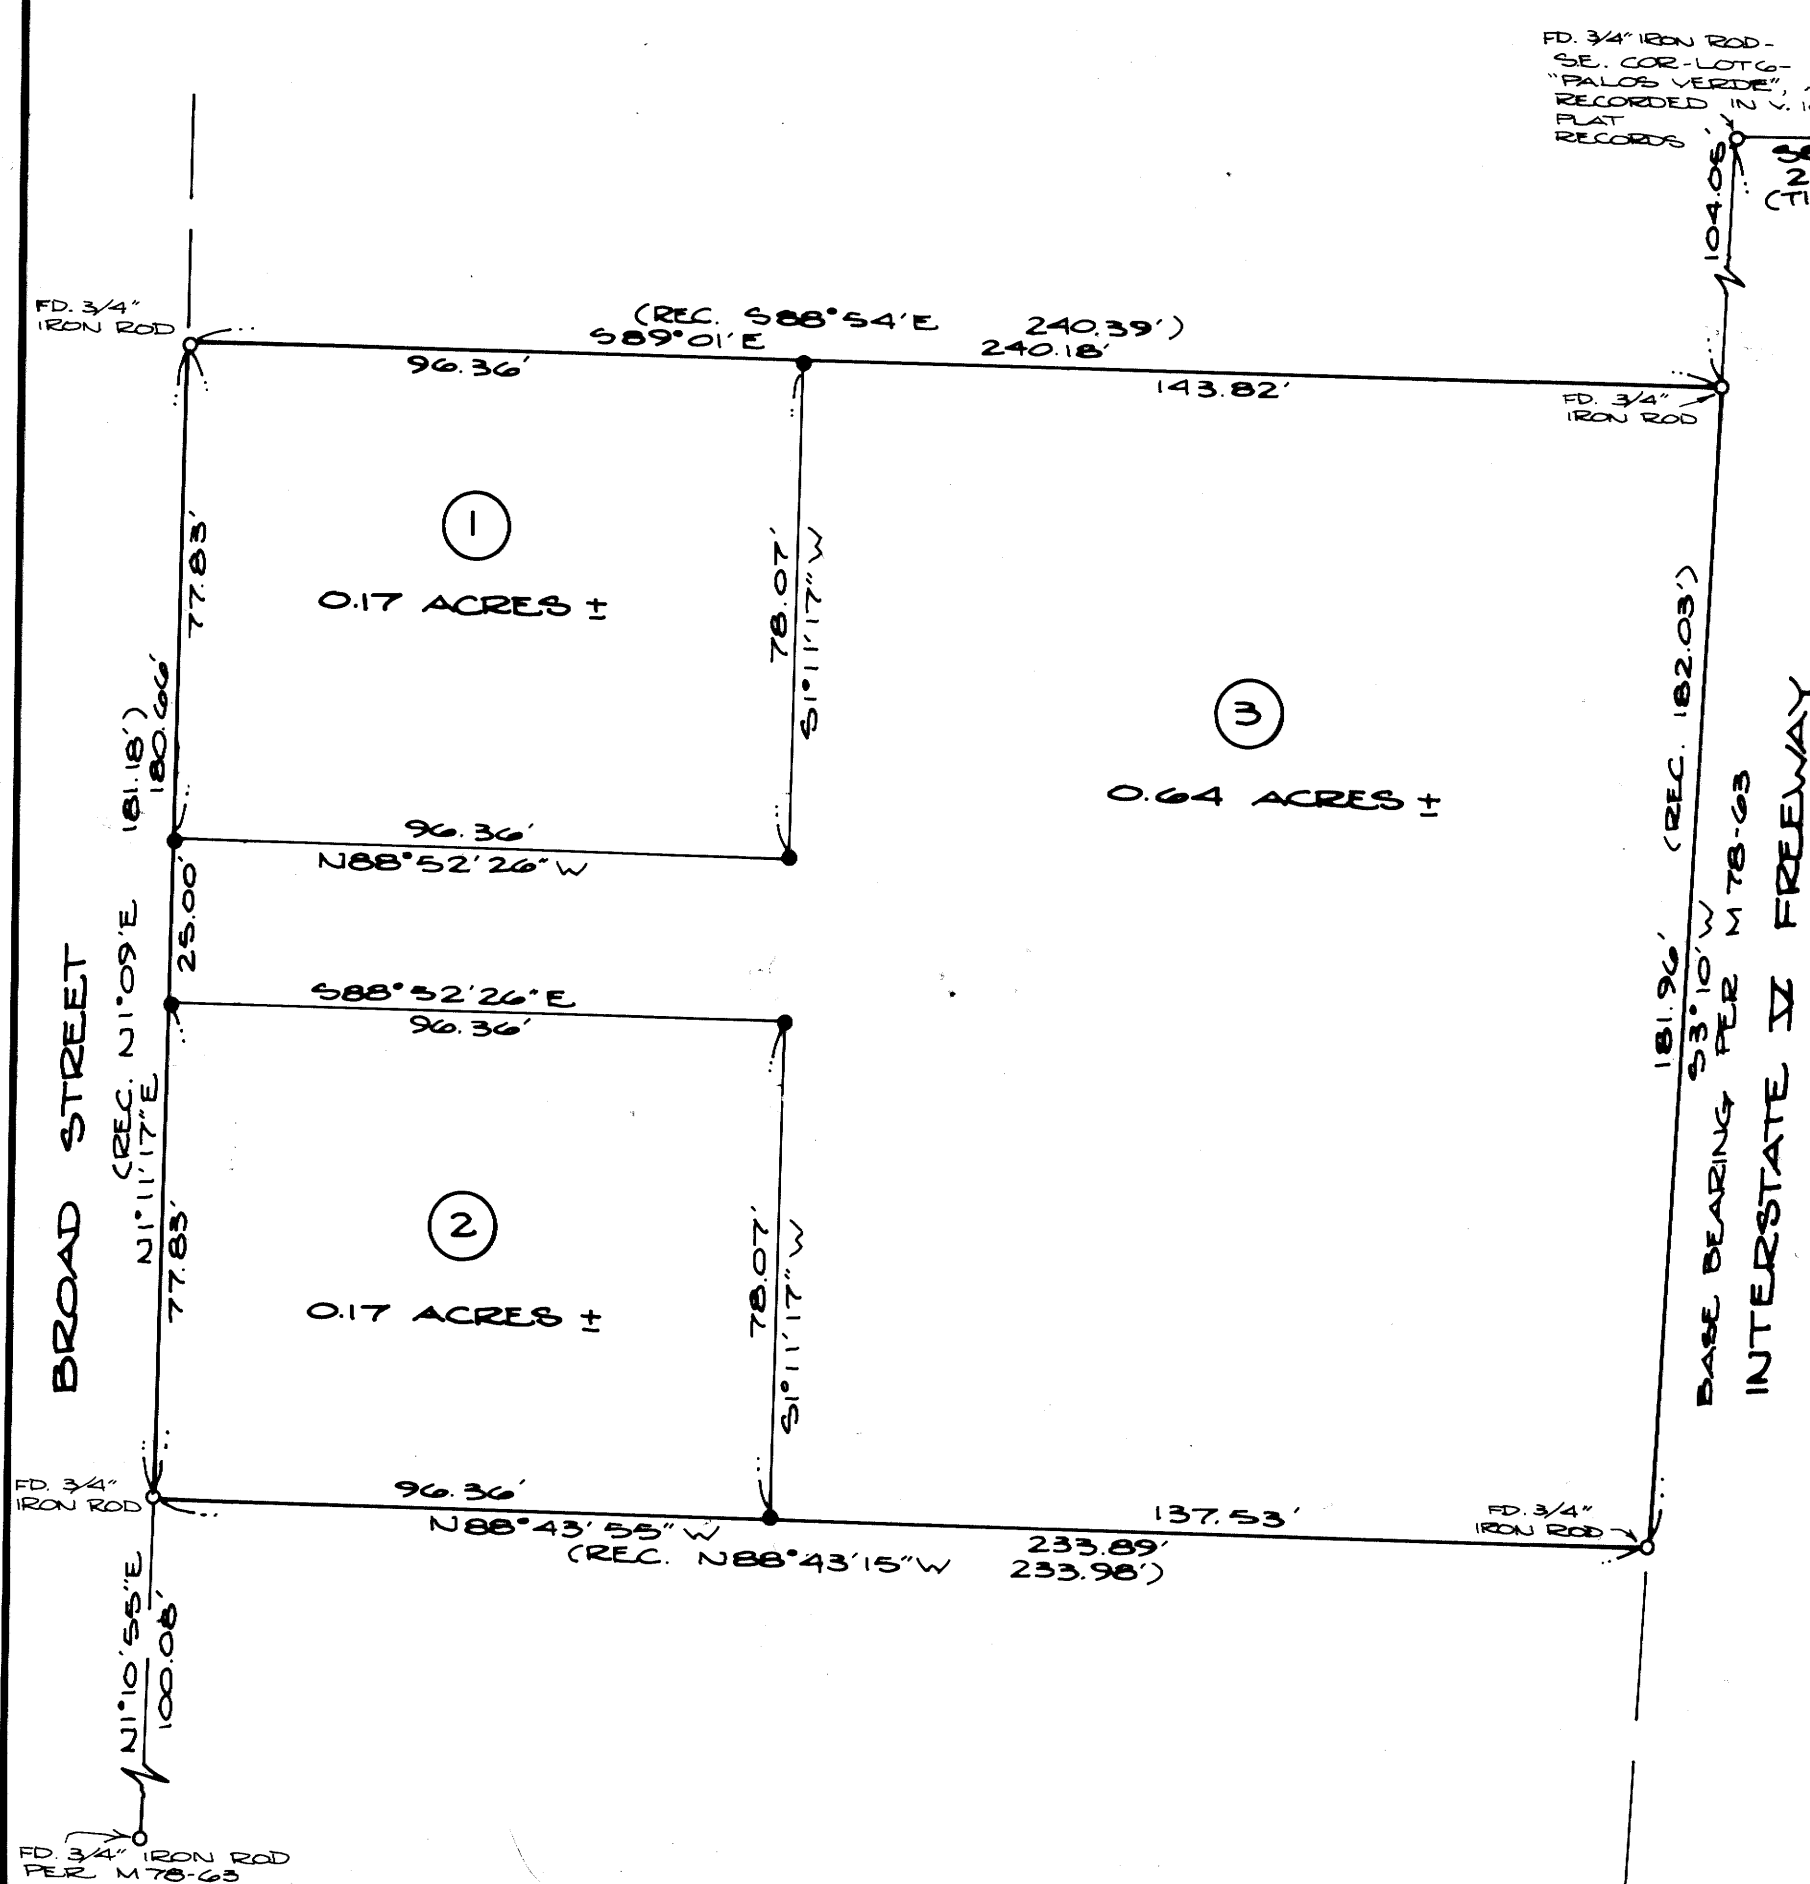 FD. 3/4" IRON ROD-
S.E. COR-LOT 6-
"PALOS VERDE",
RECORDED IN V.
PLAT
RECORDS
104.05'
(TI
FD. 3/4"
IRON ROD
(REC. S88°54'E 240.39')
S89°01'E 240.18'
96.36'
143.82'
FD. 3/4"
IRON ROD
77.83'
1
0.17 ACRES ±
78.07'
S1°11'17"W
3
0.64 ACRES ±
(REC. N1°09'E 181.18')
N1°11'17"E 180.66'
96.36'
N88°52'26"W
25.00'
S88°52'26"E
96.36'
BROAD STREET
77.83'
2
0.17 ACRES ±
78.07'
S1°11'17"W
181.96' (REC. 182.03')
S3°10'W
BASE BEARING PER M78-63
INTERSTATE IV FREEWAY
FD. 3/4"
IRON ROD
96.36'
137.53'
N88°43'55"W 233.89'
(REC. N88°43'15"W 233.98')
FD. 3/4"
IRON ROD
N1°10'55"E
100.08'
FD. 3/4" IRON ROD
PER M78-63